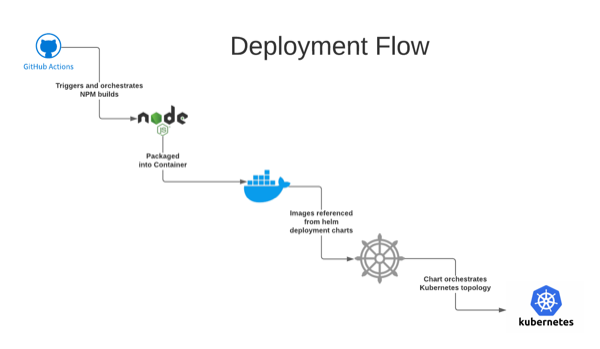 Deployment Flow
GitHub Actions
Triggers and orchestrates
NPM builds
node
JS
Packaged
into Container
Images referenced
from helm
deployment charts
Chart orchestrates
Kubernetes topology
kubernetes